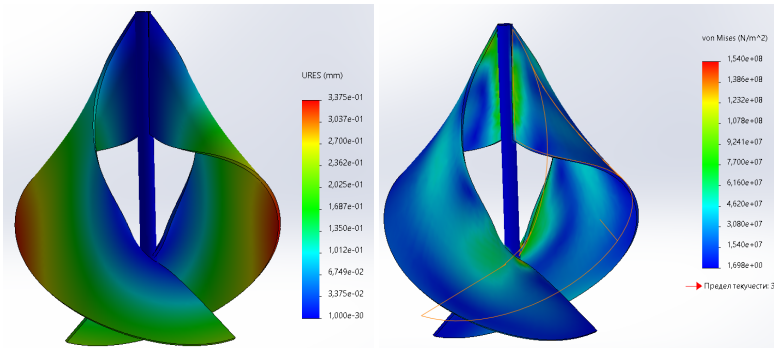 URES (mm)
3,375e-01
3,037e-01
2,700e-01
2,362e-01
2,025e-01
1,687e-01
1,350e-01
1,012e-01
6,749e-02
3,375e-02
1,000e-30
von Mises (N/m^2)
1,540e+08
1,386e+08
1,232e+08
1,078e+08
9,241e+07
7,700e+07
6,160e+07
4,620e+07
3,080e+07
1,540e+07
1,698e+00
Предел текучести: 3